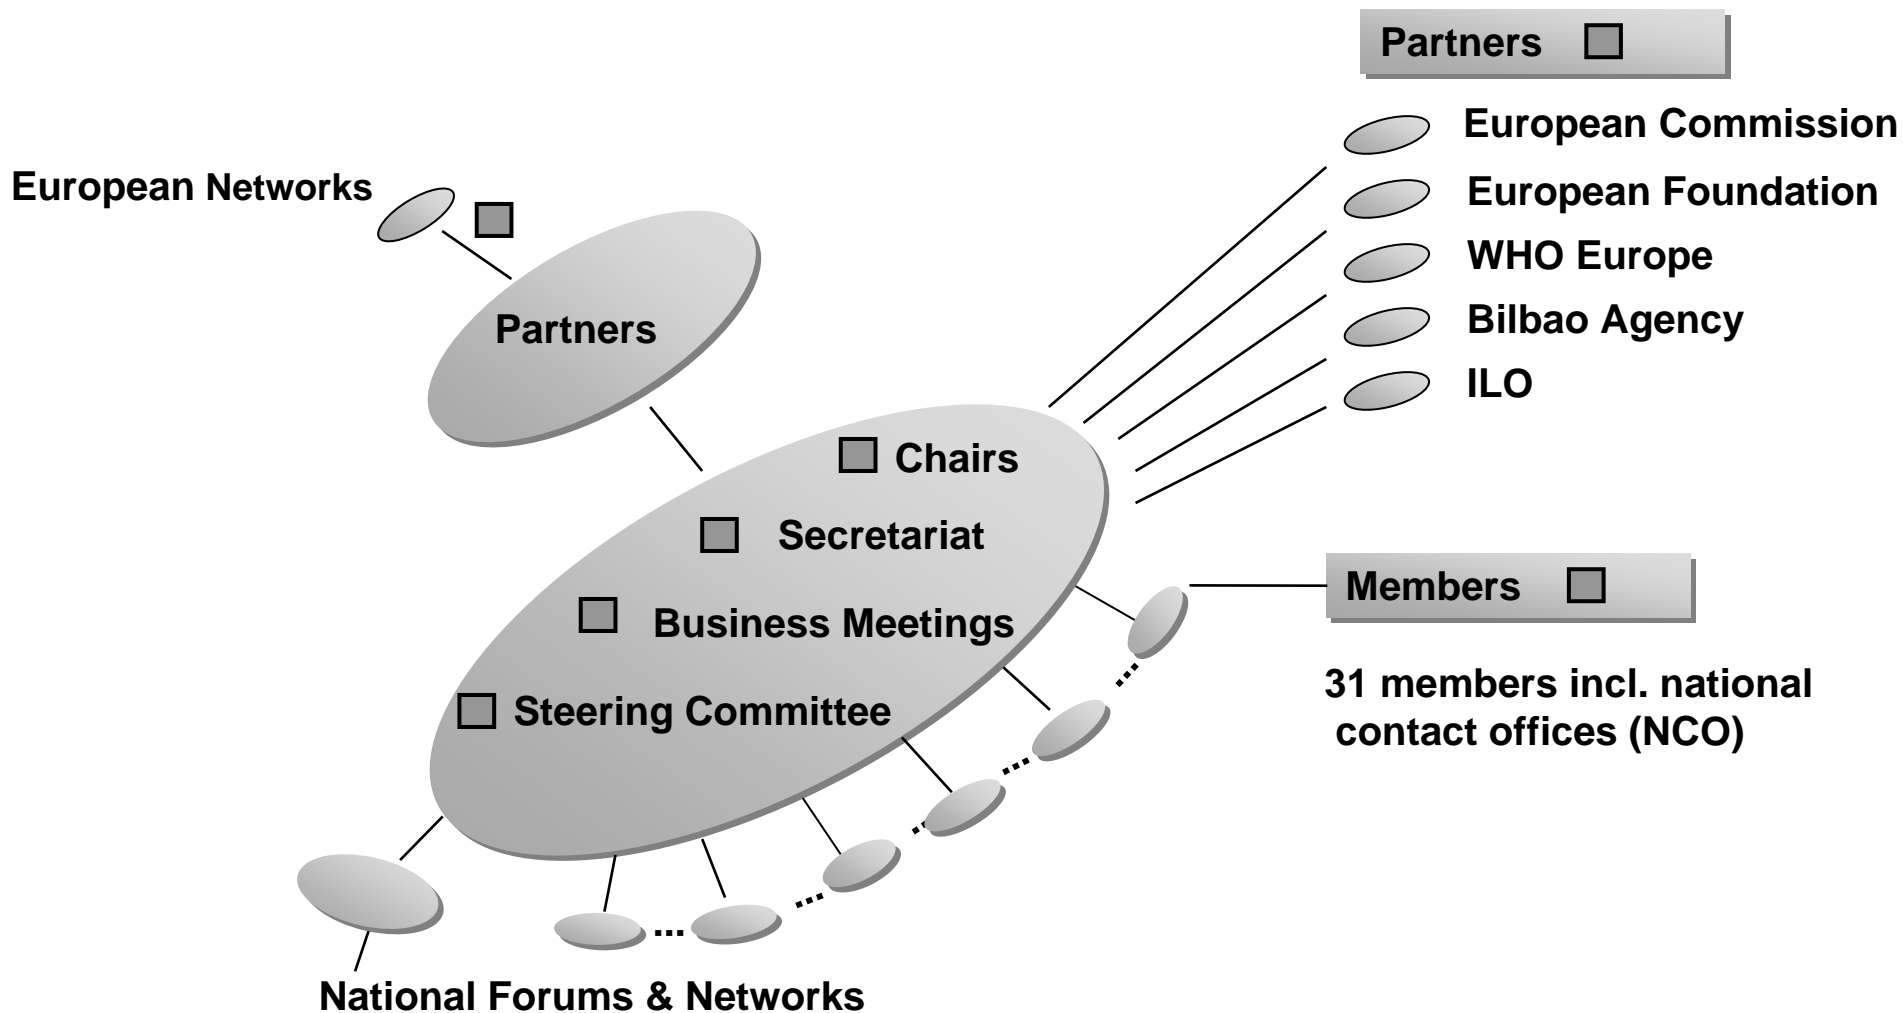 Partners
European Commission
European Networks
European Foundation
WHO Europe
Partners
Bilbao Agency
ILO
Chairs
Secretariat
Members
Business Meetings
31 members incl. national
contact offices (NCO)
Steering Committee
National Forums & Networks